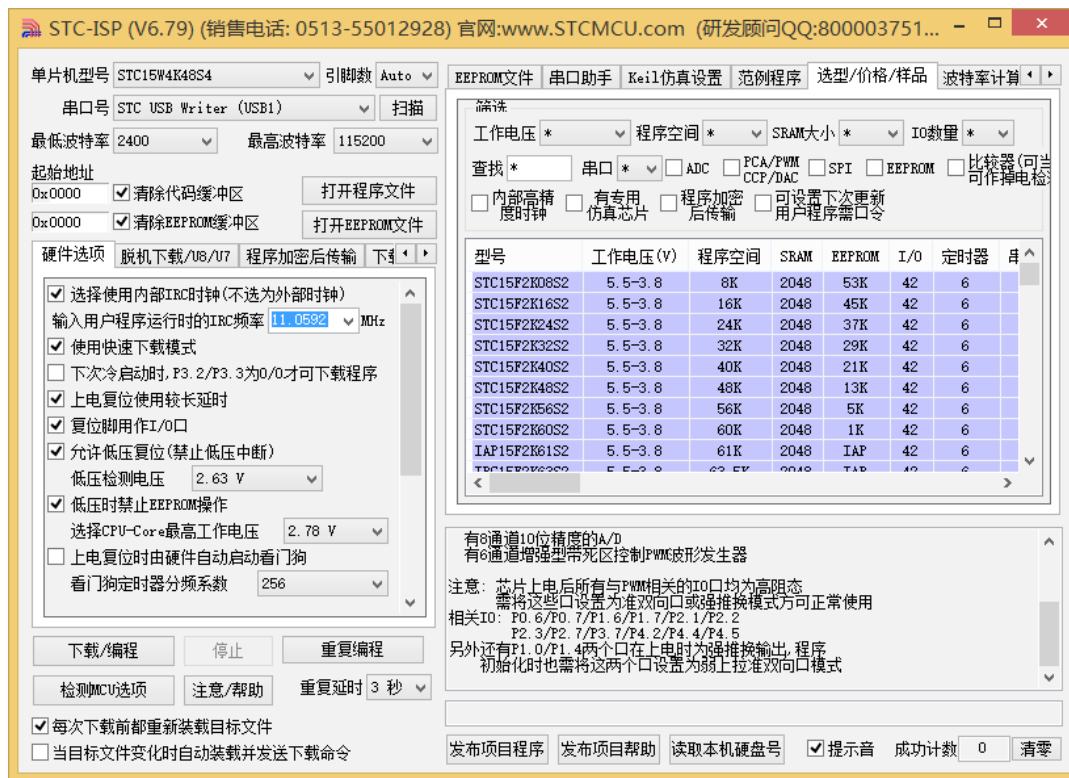 STC-ISP (V6.79) (销售电话: 0513-55012928) 官网:www.STCMCU.com (研发顾问QQ:800003751...
单片机型号 STC15W4K48S4 引脚数 Auto
串口号 STC USB Writer (USB1) 扫描
最低波特率 2400 最高波特率 115200
起始地址
0x0000 清除代码缓冲区 打开程序文件
0x0000 清除EEPROM缓冲区 打开EEPROM文件
硬件选项 脱机下载/U8/U7 程序加密后传输
选择使用内部IRC时钟(不选为外部时钟)
输入用户程序运行时的IRC频率 11.0592 MHz
使用快速下载模式
下次冷启动时,P3.2/P3.3为0/0才可下载程序
上电复位使用较长延时
复位脚用作I/O口
允许低压复位(禁止低压中断)
低压检测电压 2.63 V
低压时禁止EEPROM操作
选择CPU-Core最高工作电压 2.78 V
上电复位时由硬件自动启动看门狗
看门狗定时器分频系数 256
下载/编程 停止 重复编程
检测MCU选项 注意/帮助 重复延时 3 秒
每次下载前都重新装载目标文件
当目标文件变化时自动装载并发送下载命令
EEPROM文件 串口助手 Keil仿真设置 范例程序 选型/价格/样品 波特率计算
筛选
工作电压 * 程序空间 * SRAM大小 * IO数量 *
查找 * 串口 * ADC PCA/PWM SPI EEPROM 比较器(可当
CCP/DAC 可作掉电检测
内部高精 有专用 程序加密 可设置下次更新
度时钟 仿真芯片 后传输 用户程序需口令
型号 工作电压(V) 程序空间 SRAM EEPROM I/O 定时器 串
STC15F2K08S2 5.5-3.8 8K 2048 53K 42 6
STC15F2K16S2 5.5-3.8 16K 2048 45K 42 6
STC15F2K24S2 5.5-3.8 24K 2048 37K 42 6
STC15F2K32S2 5.5-3.8 32K 2048 29K 42 6
STC15F2K40S2 5.5-3.8 40K 2048 21K 42 6
STC15F2K48S2 5.5-3.8 48K 2048 13K 42 6
STC15F2K56S2 5.5-3.8 56K 2048 5K 42 6
STC15F2K60S2 5.5-3.8 60K 2048 1K 42 6
IAP15F2K61S2 5.5-3.8 61K 2048 IAP 42 6
IRC15F2K63S2 5.5-3.8 63.5K 2048 IAP 42 6
有8通道10位精度的A/D
有6通道增强型带死区控制PWM波形发生器
注意: 芯片上电后所有与PWM相关的IO口均为高阻态
需将这些口设置为准双向口或强推挽模式方可正常使用
相关IO: P0.6/P0.7/P1.6/P1.7/P2.1/P2.2
P2.3/P2.7/P3.7/P4.2/P4.4/P4.5
另外还有P1.0/P1.4两个口在上电时为强推挽输出,程序
初始化时也需将这两个口设置为弱上拉准双向口模式
发布项目程序 发布项目帮助 读取本机硬盘号 提示音 成功计数 0 清零